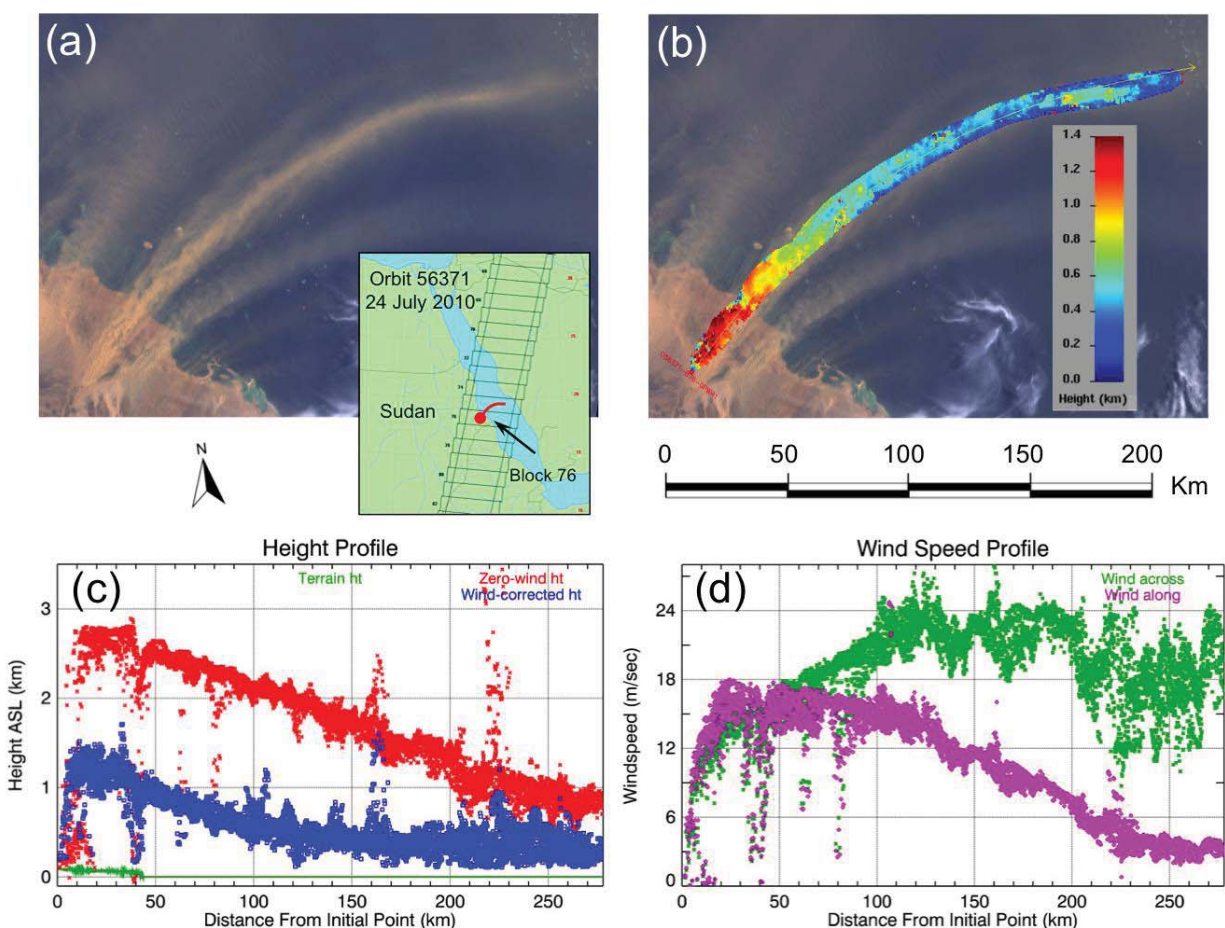 (a)
Orbit 56371
24 July 2010
Sudan
Block 76
N
(b)
1.4
1.2
1.0
0.8
0.6
0.4
0.2
0.0
Height (km)
0 50 100 150 200
Km
Height Profile
(c)
Terrain ht
Zero-wind ht
Wind-corrected ht
3
2
1
0
Height ASL (km)
0 50 100 150 200 250
Distance From Initial Point (km)
Wind Speed Profile
(d)
Wind across
Wind along
24
18
12
6
0
Windspeed (m/sec)
0 50 100 150 200 250
Distance From Initial Point (km)